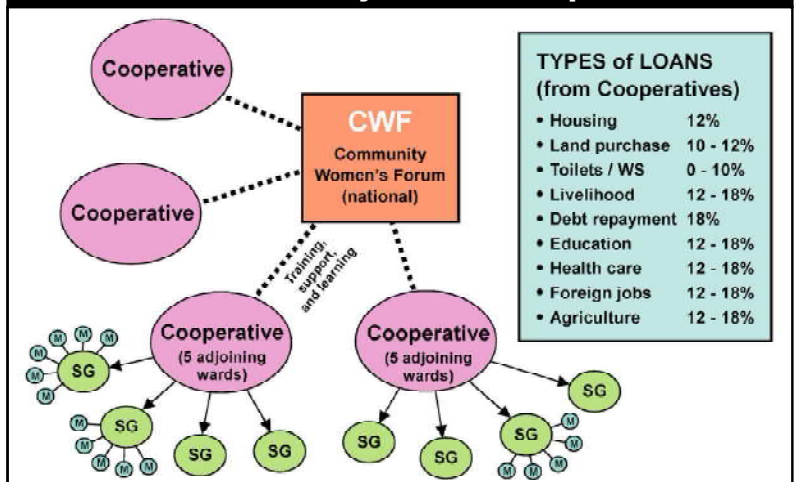 Cooperative
Cooperative
CWF
Community
Women's Forum
(national)
TYPES of LOANS
(from Cooperatives)
• Housing 12%
• Land purchase 10 - 12%
• Toilets / WS 0 - 10%
• Livelihood 12 - 18%
• Debt repayment 18%
• Education 12 - 18%
• Health care 12 - 18%
• Foreign jobs 12 - 18%
• Agriculture 12 - 18%
Training,
support,
and learning
Cooperative
(5 adjoining
wards)
Cooperative
(5 adjoining
wards)
M M M M M M M
SG
M M M M M
SG
SG
SG
SG
SG
SG
M M M M M
SG